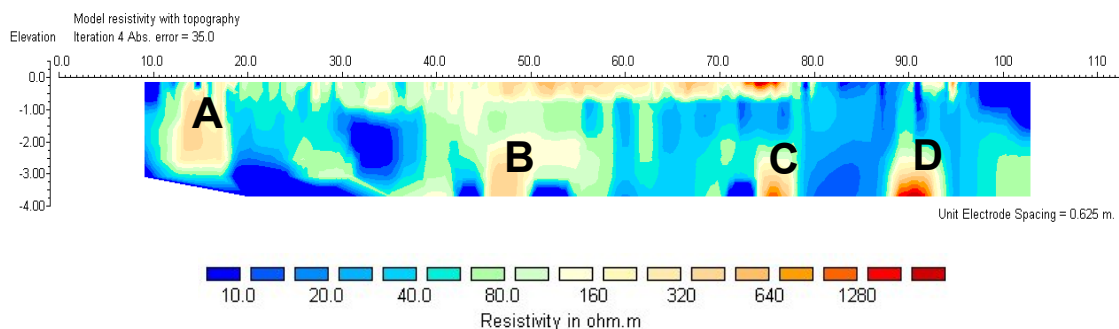 Model resistivity with topography
Elevation Iteration 4 Abs. error = 35.0
0.0 10.0 20.0 30.0 40.0 50.0 60.0 70.0 80.0 90.0 100 110
0.0
-1.00
-2.00
-3.00
-4.00
A
B
C
D
Unit Electrode Spacing = 0.625 m.
10.0 20.0 40.0 80.0 160 320 640 1280
Resistivity in ohm.m